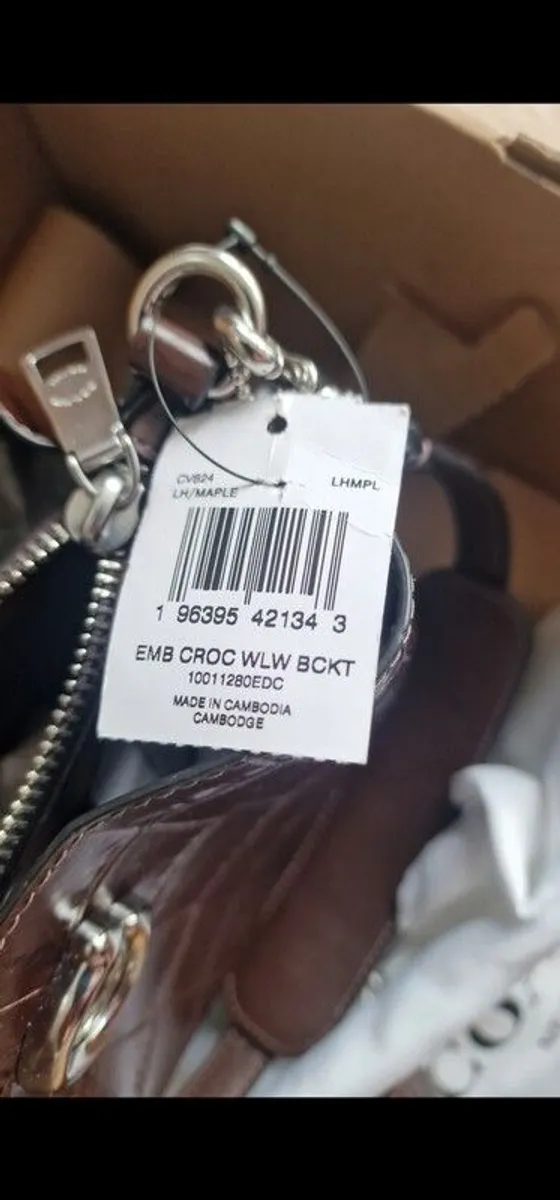 CV824
LH/MAPLE
LHMPL
1 96395 42134 3
EMB CROC WLW BCKT
10011280EDC
MADE IN CAMBODIA
CAMBODGE